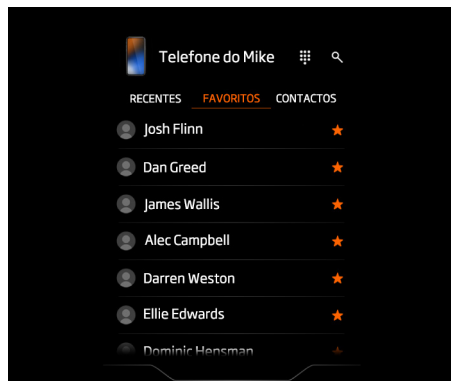 Telefone do Mike
RECENTES FAVORITOS CONTACTOS
Josh Flinn
Dan Greed
James Wallis
Alec Campbell
Darren Weston
Ellie Edwards
Dominic Hensman